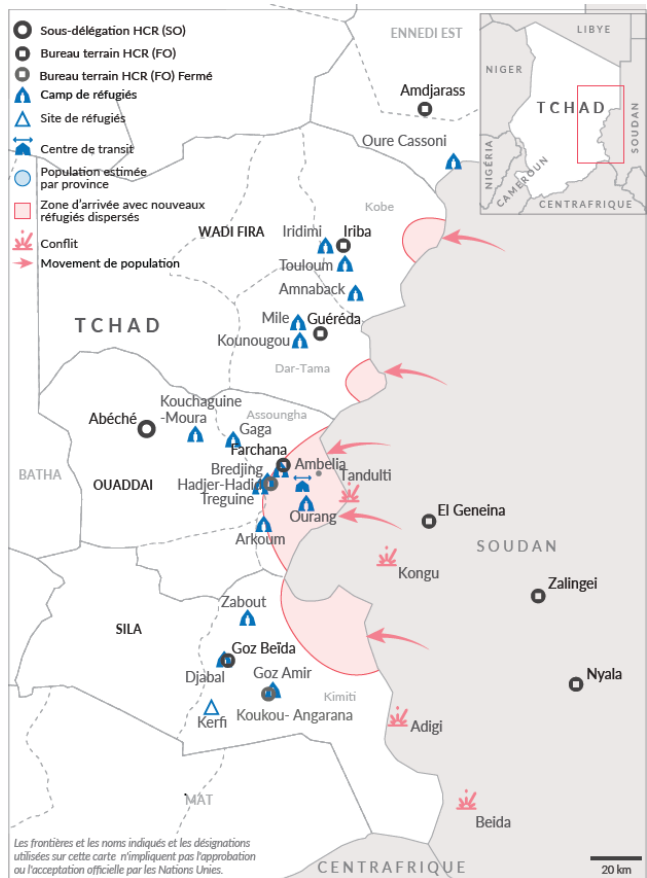 Sous-délégation HCR (SO)
Bureau terrain HCR (FO)
Bureau terrain HCR (FO) Fermé
Camp de réfugiés
Site de réfugiés
Centre de transit
Population estimée
par province
Zone d'arrivée avec nouveaux
réfugiés dispersés
Conflit
Movement de population
ENNEDI EST
LIBYE
NIGER
TCHAD
SOUDAN
NIGÉRIA
CAMEROUN
CENTRAFRIQUE
Amdjarass
Oure Cassoni
Kobe
WADI FIRA
Iridimi
Iriba
Touloum
Amnaback
TCHAD
Mile
Guéréda
Kounougou
Dar-Tama
Kouchaguine
-Moura
Assoungha
Abéché
Gaga
Farchana
BATHA
OUADDAI
Bredjing
Ambelia
Hadjer-Hadid
Tandulti
Treguine
Ourang
Arkoum
El Geneina
SOUDAN
Kongu
Zalingei
Zabout
SILA
Goz Beïda
Djabal
Goz Amir
Nyala
Kimiti
Kerfi
Koukou- Angarana
Adigi
MAT
Beida
Les frontières et les noms indiqués et les désignations
utilisées sur cette carte n'impliquent pas l'approbation
ou l'acceptation officielle par les Nations Unies.
CENTRAFRIQUE
20 km